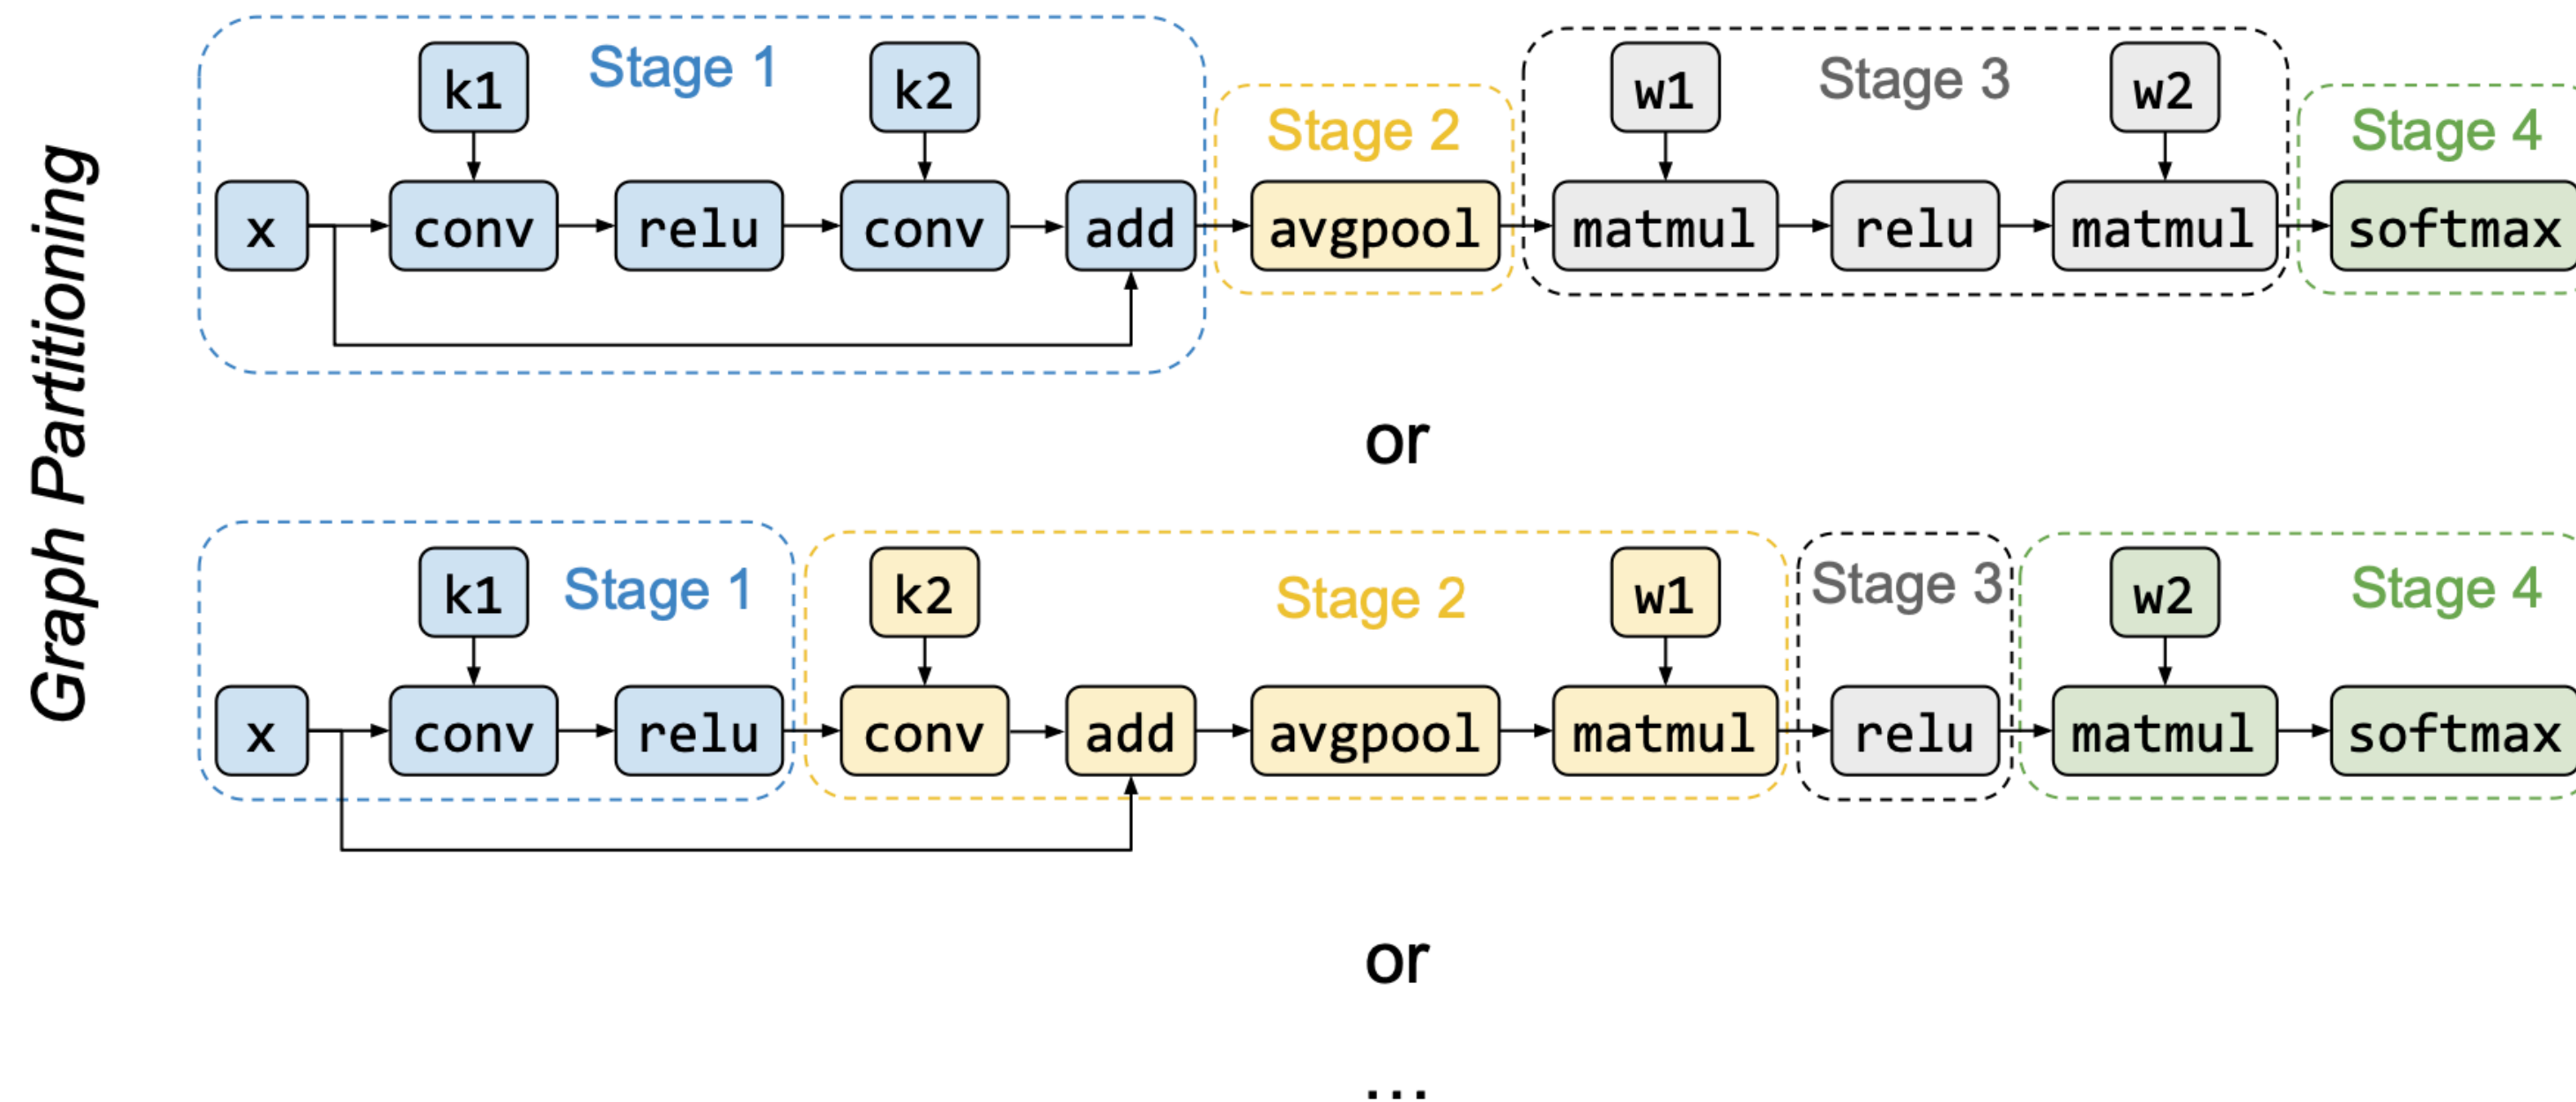 Graph Partitioning
k1
Stage 1
k2
Stage 2
w1
Stage 3
w2
Stage 4
x
conv
relu
conv
add
avgpool
matmul
relu
matmul
softmax
or
k1
Stage 1
k2
Stage 2
w1
Stage 3
w2
Stage 4
x
conv
relu
conv
add
avgpool
matmul
relu
matmul
softmax
or
...